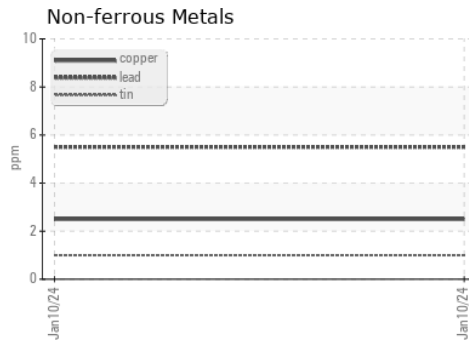 Non-ferrous Metals
10
8
6
4
2
0
ppm
copper
lead
tin
Jan10/24
Jan10/24